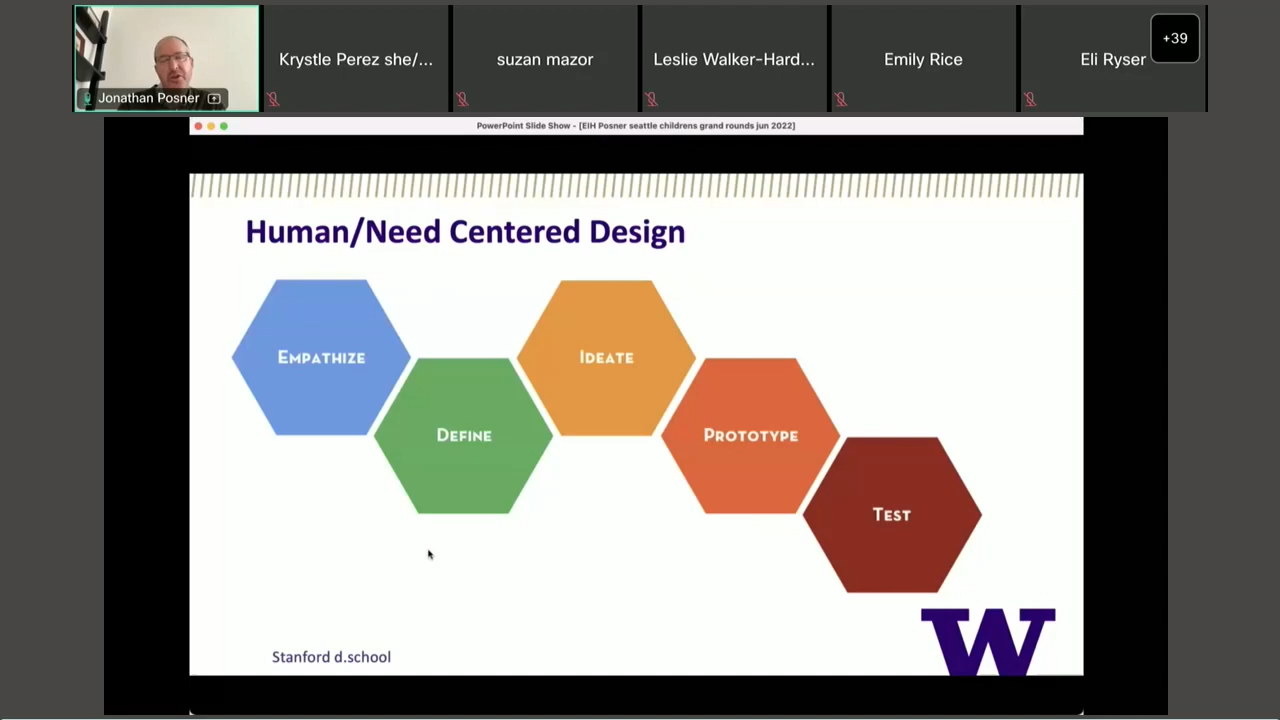 Jonathan Posner
Krystle Perez she/...
suzan mazor
Leslie Walker-Hard...
Emily Rice
Eli Ryser
+39
PowerPoint Slide Show - [EIH Posner seattle childrens grand rounds jun 2022]
Human/Need Centered Design
EMPATHIZE
DEFINE
IDEATE
PROTOTYPE
TEST
Stanford d.school
W